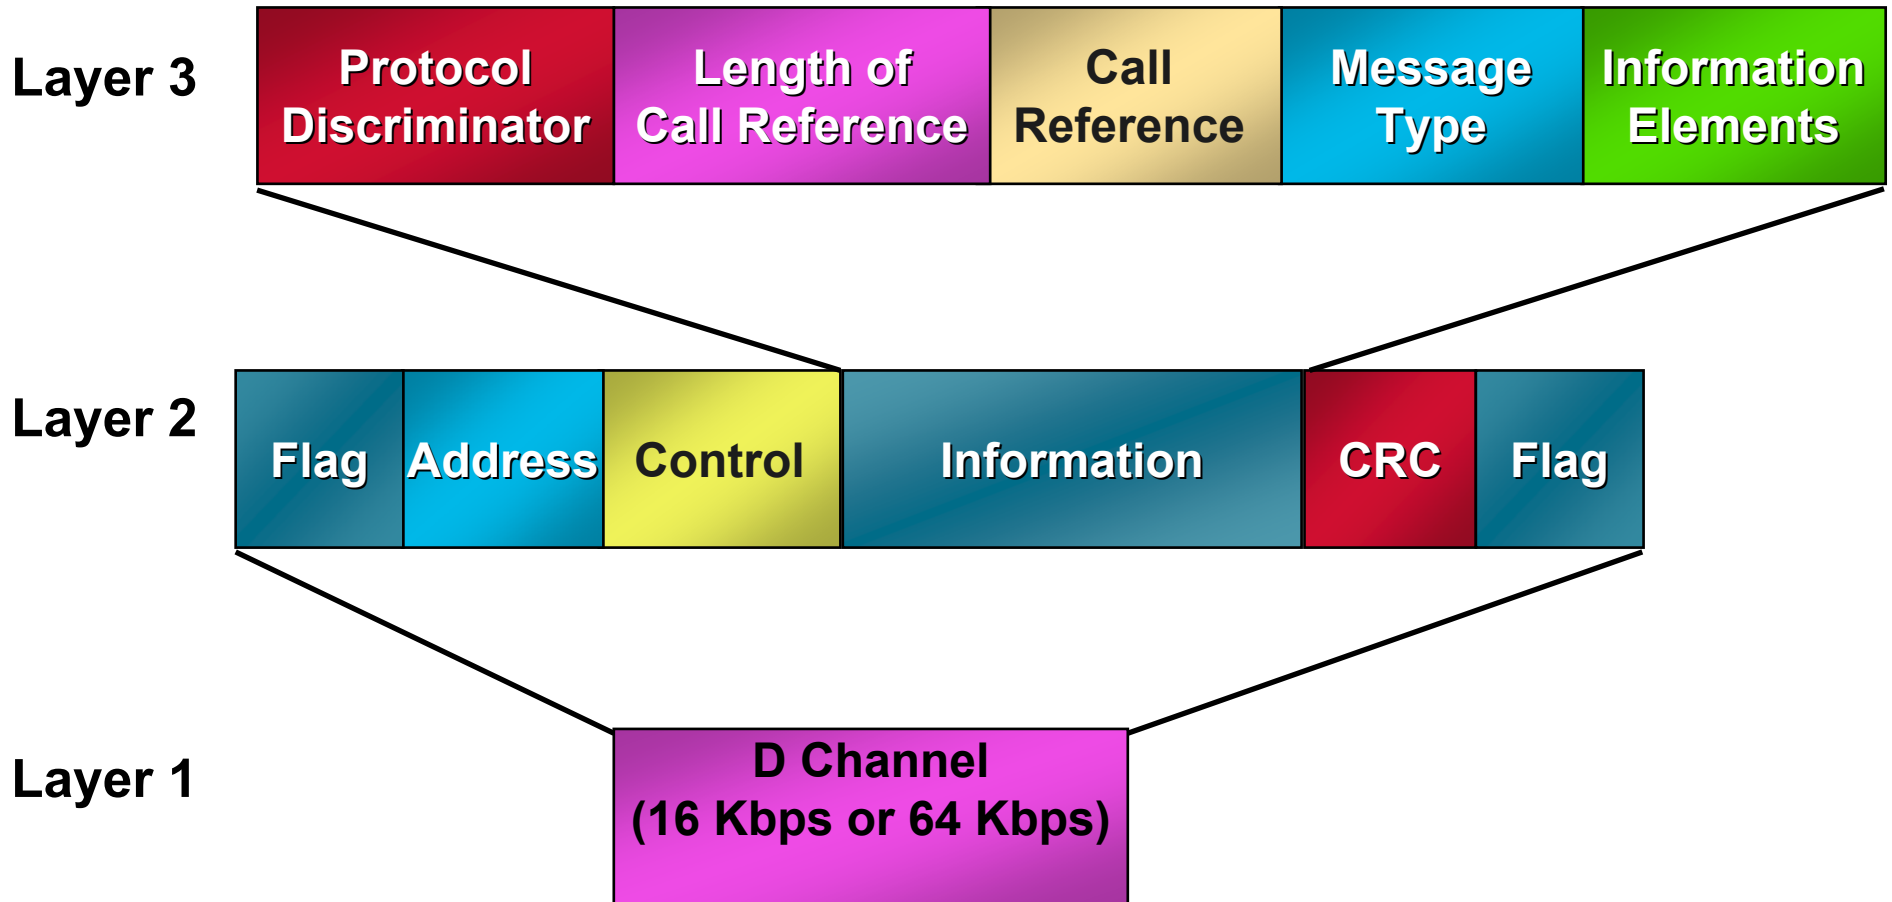 Layer 3
Protocol
Discriminator
Length of
Call Reference
Call
Reference
Message
Type
Information
Elements
Layer 2
Flag
Address
Control
Information
CRC
Flag
Layer 1
D Channel
(16 Kbps or 64 Kbps)